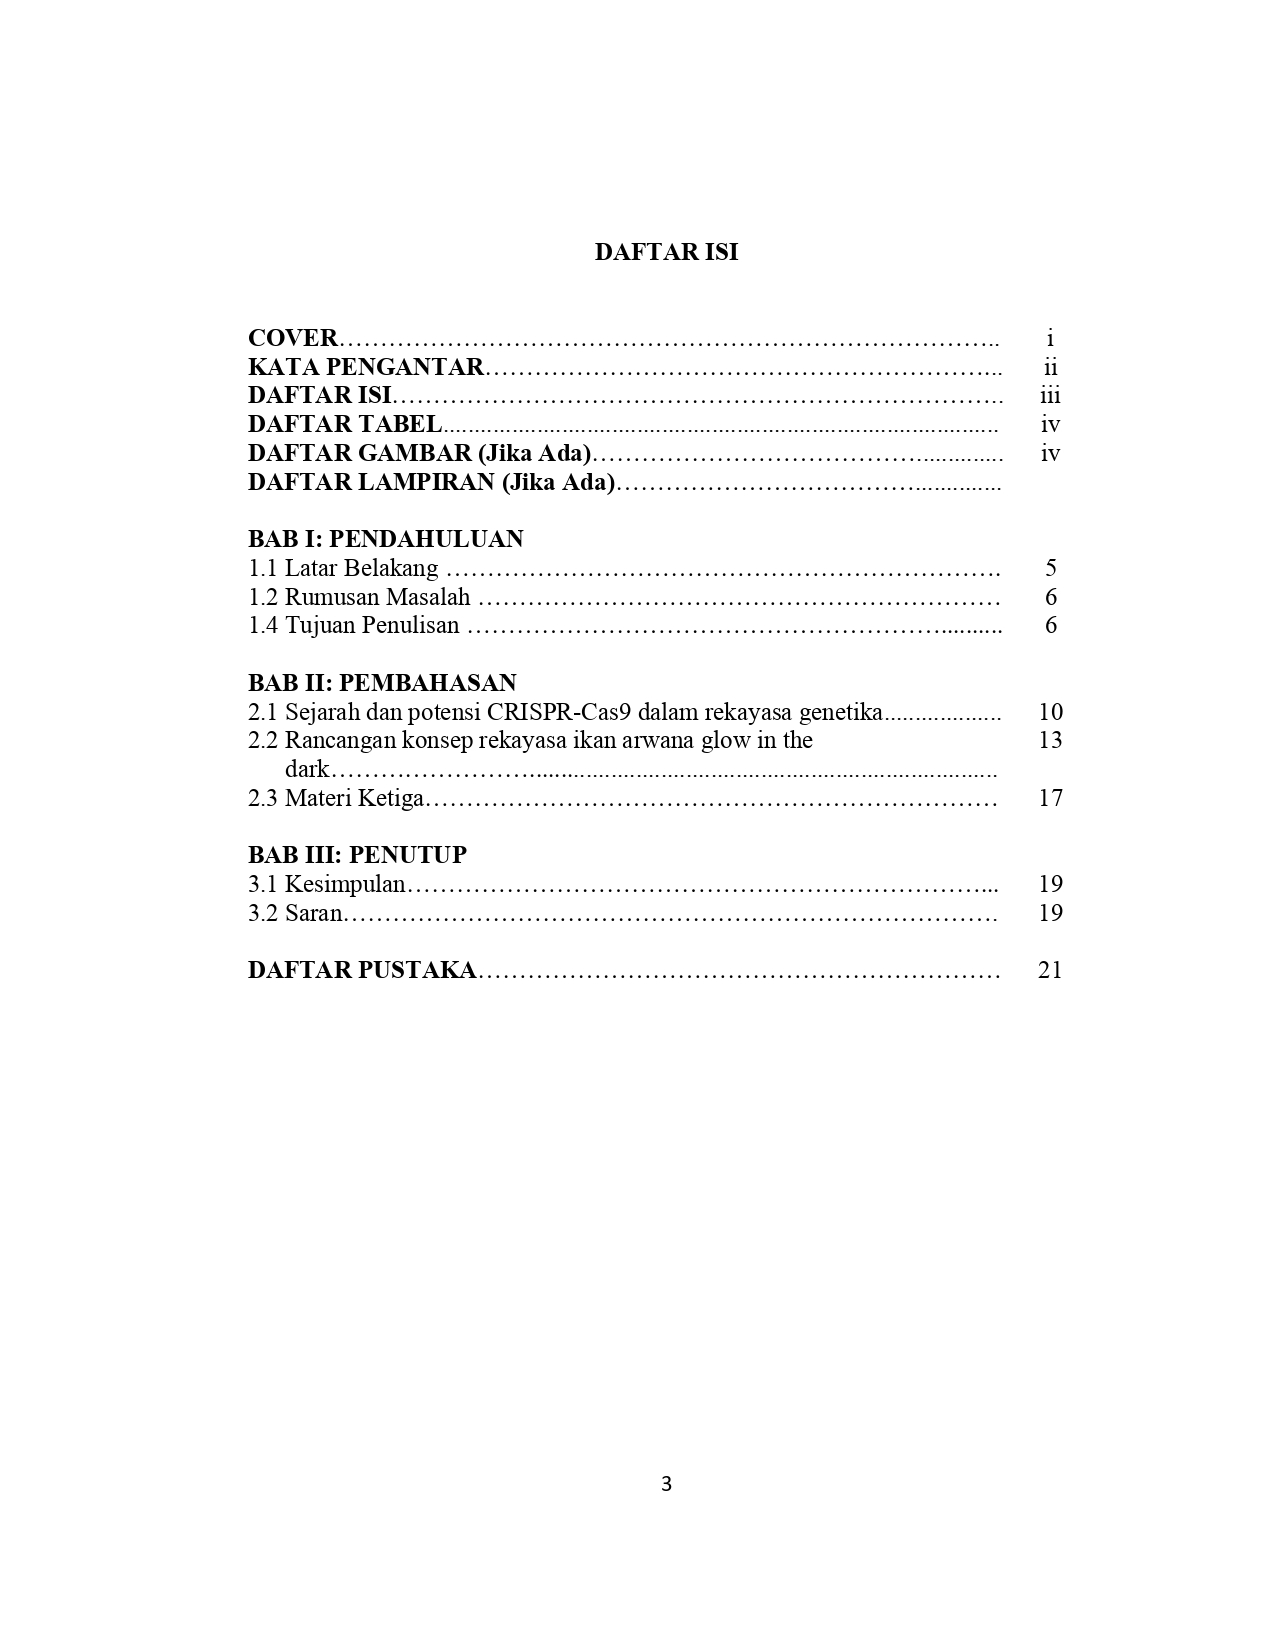 DAFTAR ISI
COVER…………………………………………………………………….. i
KATA PENGANTAR……………………………………………………... ii
DAFTAR ISI………………………………………………………………. iii
DAFTAR TABEL......................................................................................... iv
DAFTAR GAMBAR (Jika Ada)…………………………………............. iv
DAFTAR LAMPIRAN (Jika Ada)………………………………..............
BAB I: PENDAHULUAN
1.1 Latar Belakang …………………………………………………………. 5
1.2 Rumusan Masalah ……………………………………………………… 6
1.4 Tujuan Penulisan ………………………………………………….......... 6
BAB II: PEMBAHASAN
2.1 Sejarah dan potensi CRISPR-Cas9 dalam rekayasa genetika................... 10
2.2 Rancangan konsep rekayasa ikan arwana glow in the 13
dark……………………........................................................................
2.3 Materi Ketiga…………………………………………………………… 17
BAB III: PENUTUP
3.1 Kesimpulan……………………………………………………………... 19
3.2 Saran……………………………………………………………………. 19
DAFTAR PUSTAKA……………………………………………………… 21
3